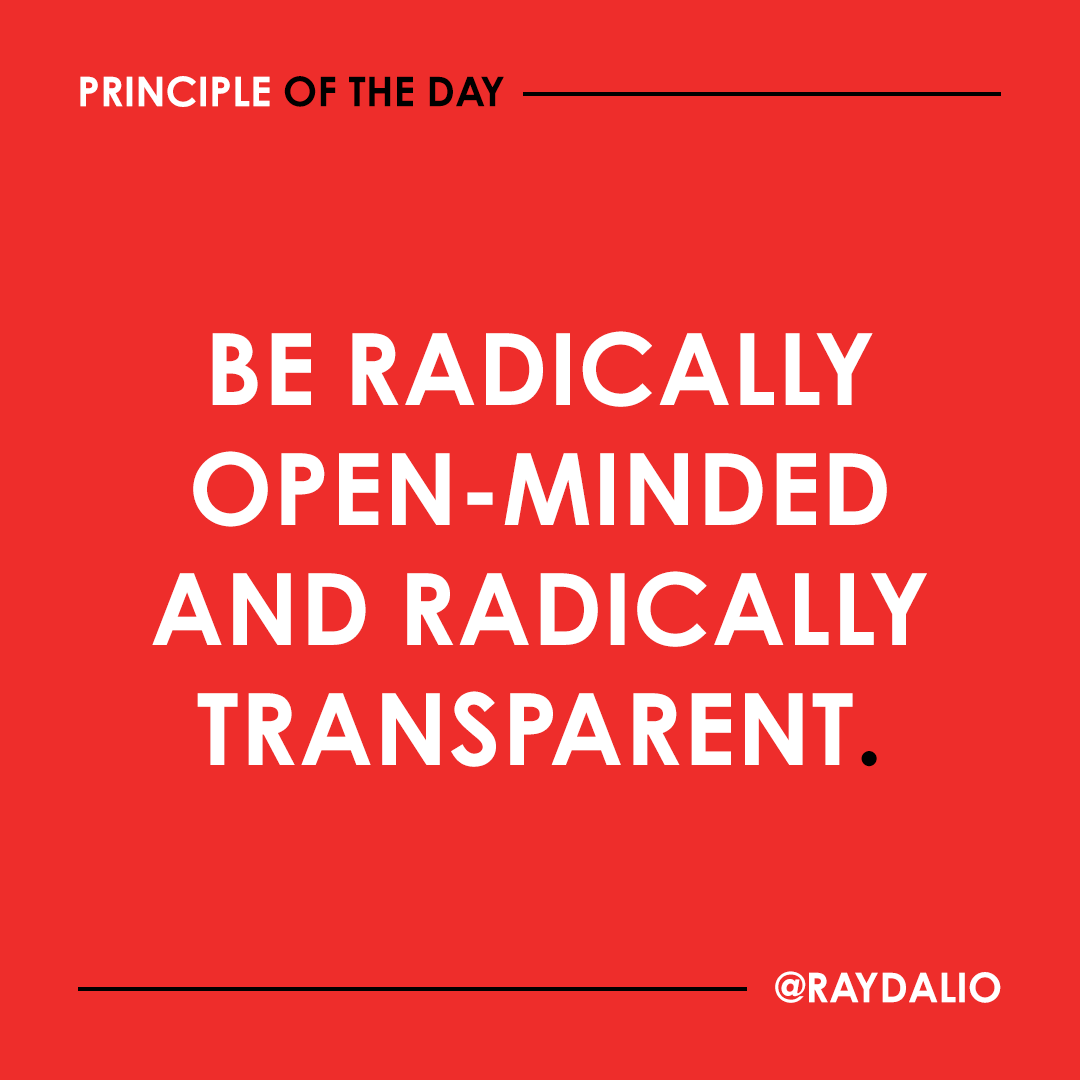 PRINCIPLE OF THE DAY
BE RADICALLY
OPEN-MINDED
AND RADICALLY
TRANSPARENT.
@RAYDALIO